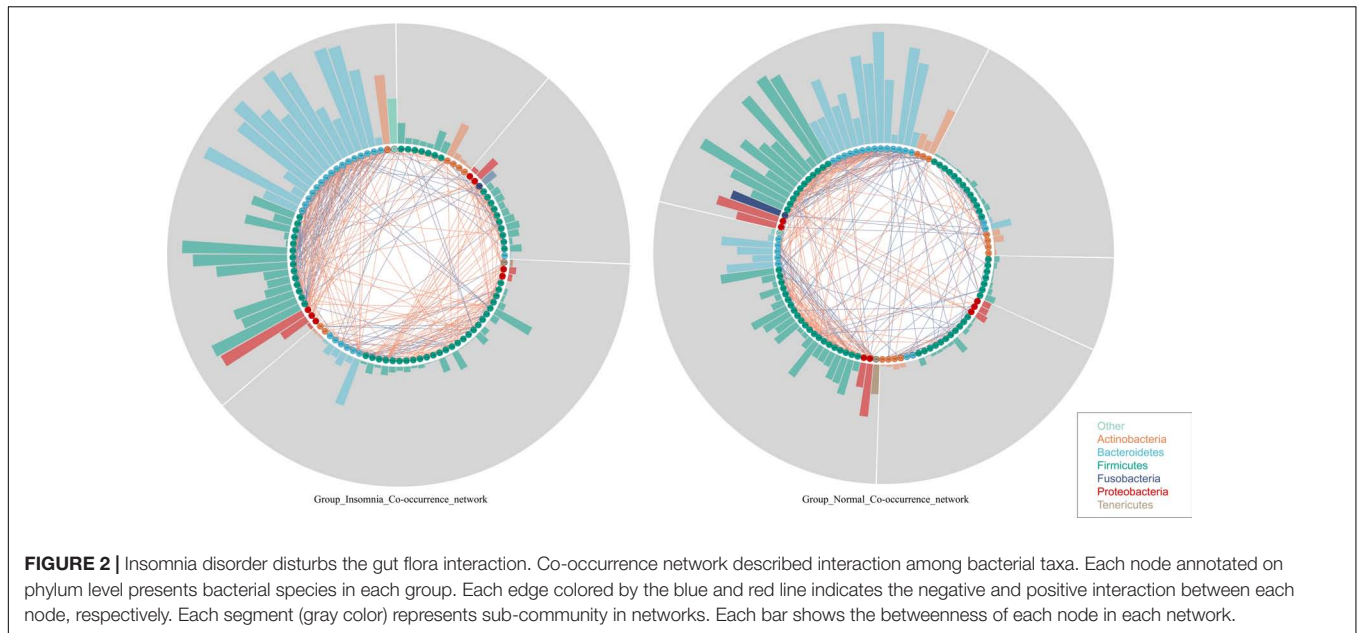 Group_Insomnia_Co-occurrence_network
Group_Normal_Co-occurrence_network
Other
Actinobacteria
Bacteroidetes
Firmicutes
Fusobacteria
Proteobacteria
Tenericutes
FIGURE 2 | Insomnia disorder disturbs the gut flora interaction. Co-occurrence network described interaction among bacterial taxa. Each node annotated on
phylum level presents bacterial species in each group. Each edge colored by the blue and red line indicates the negative and positive interaction between each
node, respectively. Each segment (gray color) represents sub-community in networks. Each bar shows the betweenness of each node in each network.